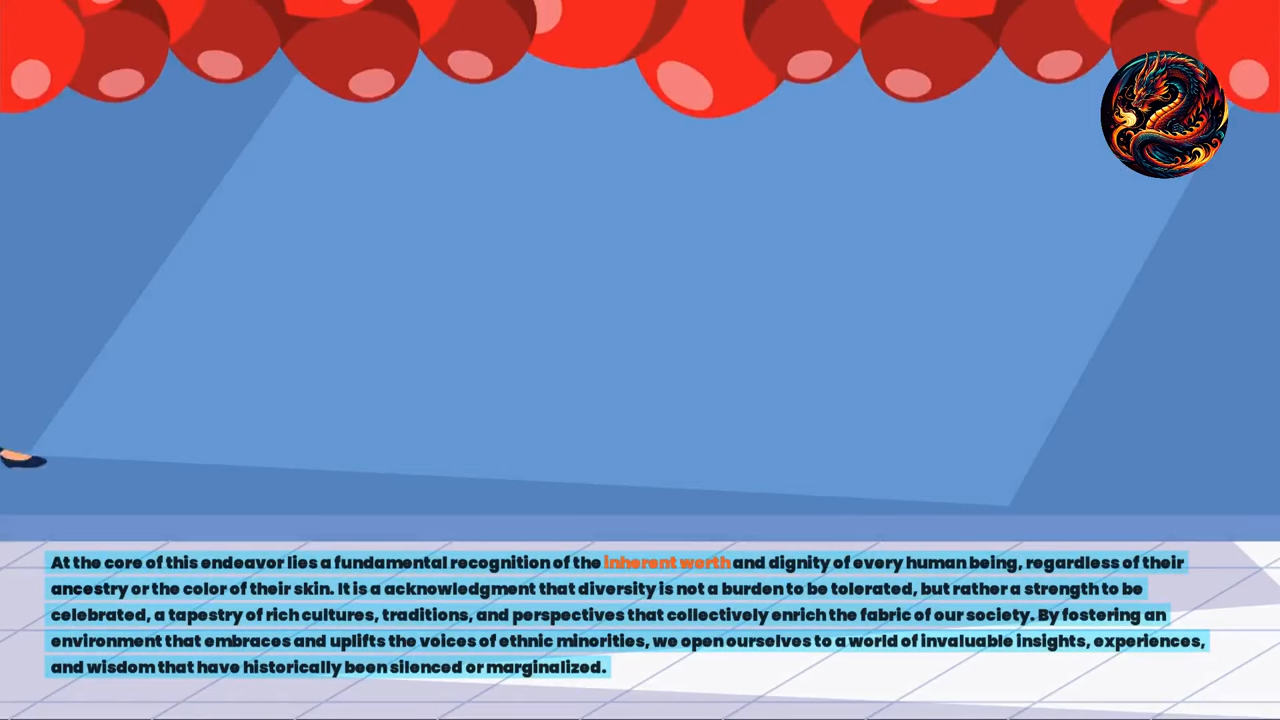 At the core of this endeavor lies a fundamental recognition of the inherent worth and dignity of every human being, regardless of their
ancestry or the color of their skin. It is a acknowledgment that diversity is not a burden to be tolerated, but rather a strength to be
celebrated, a tapestry of rich cultures, traditions, and perspectives that collectively enrich the fabric of our society. By fostering an
environment that embraces and uplifts the voices of ethnic minorities, we open ourselves to a world of invaluable insights, experiences,
and wisdom that have historically been silenced or marginalized.